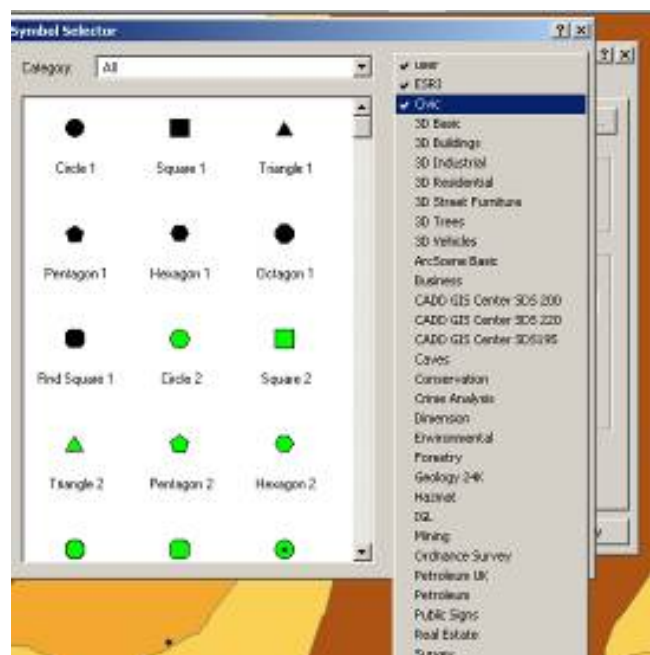 Symbol Selector
Category: All
Circle 1 Square 1 Triangle 1
Pentagon 1 Hexagon 1 Octagon 1
Rnd Square 1 Circle 2 Square 2
Triangle 2 Pentagon 2 Hexagon 2
user
ESRI
Civic
3D Basic
3D Buildings
3D Industrial
3D Residential
3D Street Furniture
3D Trees
3D Vehicles
ArcScene Basic
Business
CADD GIS Center SDS 200
CADD GIS Center SDS 220
CADD GIS Center SDS195
Caves
Conservation
Crime Analysis
Dimension
Environmental
Forestry
Geology 24K
Hazmat
IGL
Mining
Ordnance Survey
Petroleum UK
Petroleum
Public Signs
Real Estate
Survey